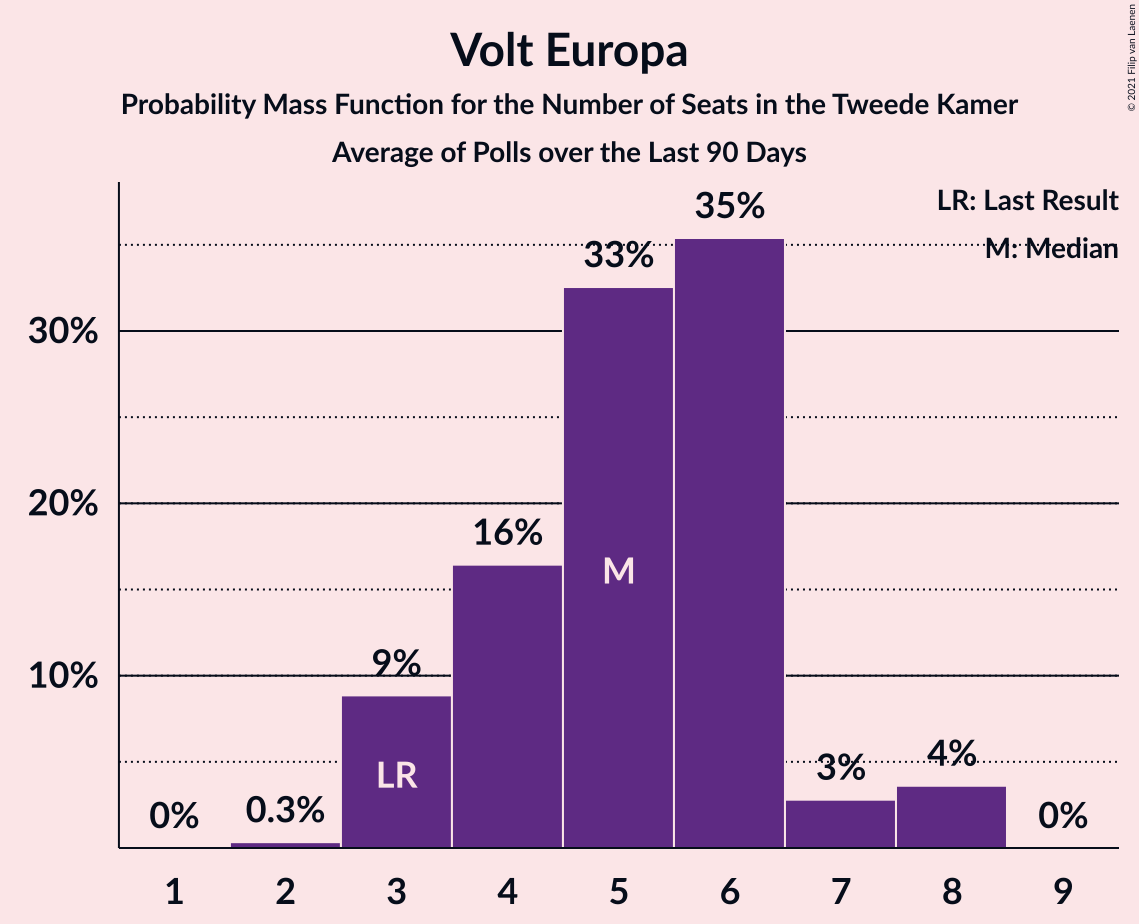 Volt Europa
Probability Mass Function for the Number of Seats in the Tweede Kamer
Average of Polls over the Last 90 Days
© 2021 Filip van Laenen
LR: Last Result
M: Median
35%
33%
30%
20%
16%
M
10%
9%
LR
4%
3%
0%
0.3%
0%
1 2 3 4 5 6 7 8 9